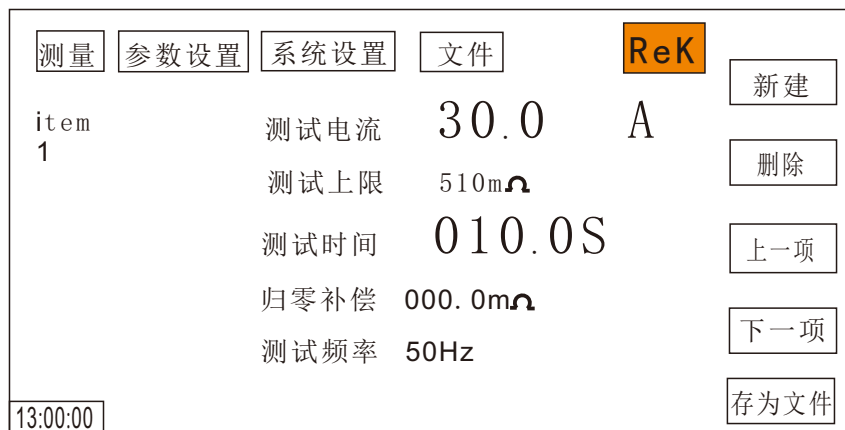 测量 参数设置 系统设置 文件 ReK
新建
item 测试电流 30.0 A
1
删除
测试上限 510mΩ
测试时间 010.0S
上一项
归零补偿 000.0mΩ
下一项
测试频率 50Hz
存为文件
13:00:00